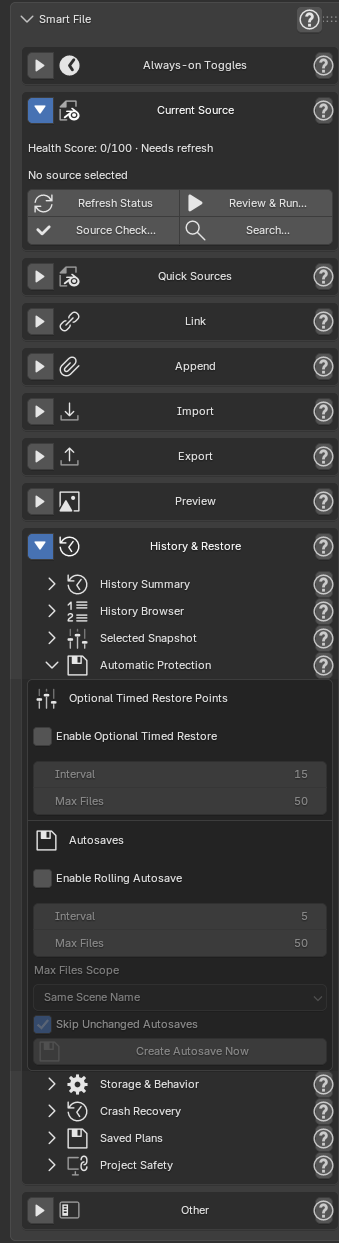 Smart File
Always-on Toggles
Current Source
Health Score: 0/100 · Needs refresh
No source selected
Refresh Status
Review & Run...
Source Check...
Search...
Quick Sources
Link
Append
Import
Export
Preview
History & Restore
History Summary
History Browser
Selected Snapshot
Automatic Protection
Optional Timed Restore Points
Enable Optional Timed Restore
Interval 15
Max Files 50
Autosaves
Enable Rolling Autosave
Interval 5
Max Files 50
Max Files Scope
Same Scene Name
Skip Unchanged Autosaves
Create Autosave Now
Storage & Behavior
Crash Recovery
Saved Plans
Project Safety
Other